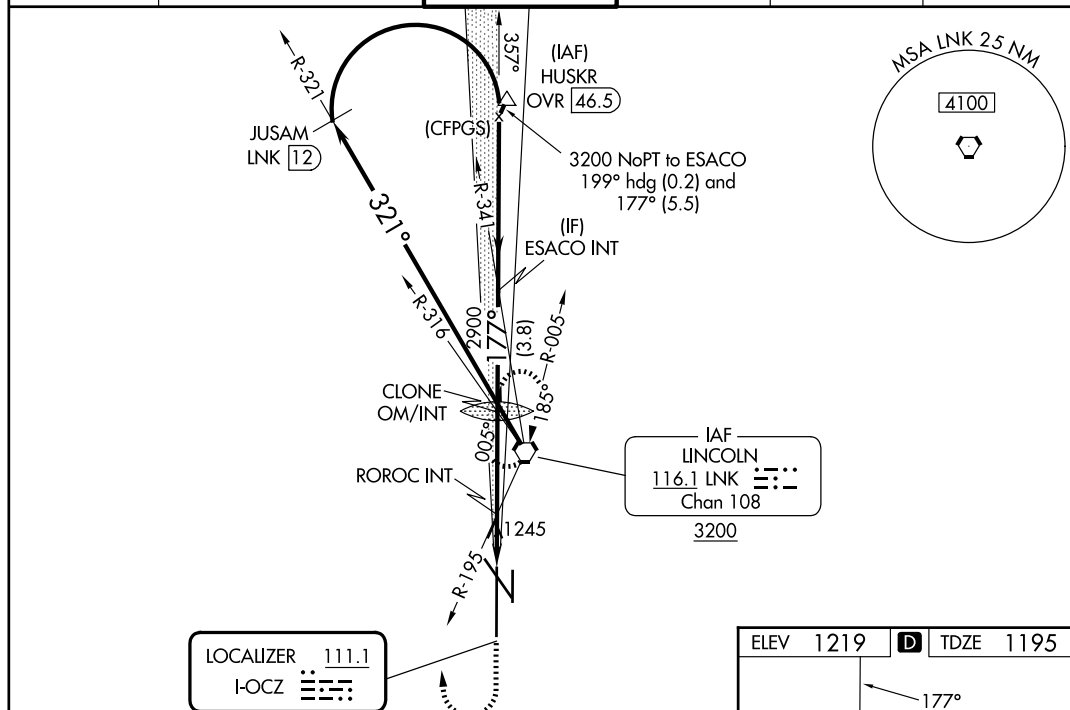 (IAF)
HUSKR
OVR 46.5
357°
(CFPGS)
R-321
JUSAM
LNK 12
321°
3200 NoPT to ESACO
199° hdg (0.2) and
177° (5.5)
R-341
(IF)
ESACO INT
R-316
2900
177°
(3.8)
R-005
185°
CLONE
OM/INT
005°
ROROC INT
1245
R-195
IAF
LINCOLN
116.1 LNK
Chan 108
3200
LOCALIZER 111.1
I-OCZ
MSA LNK 25 NM
4100
ELEV 1219 D TDZE 1195
177°